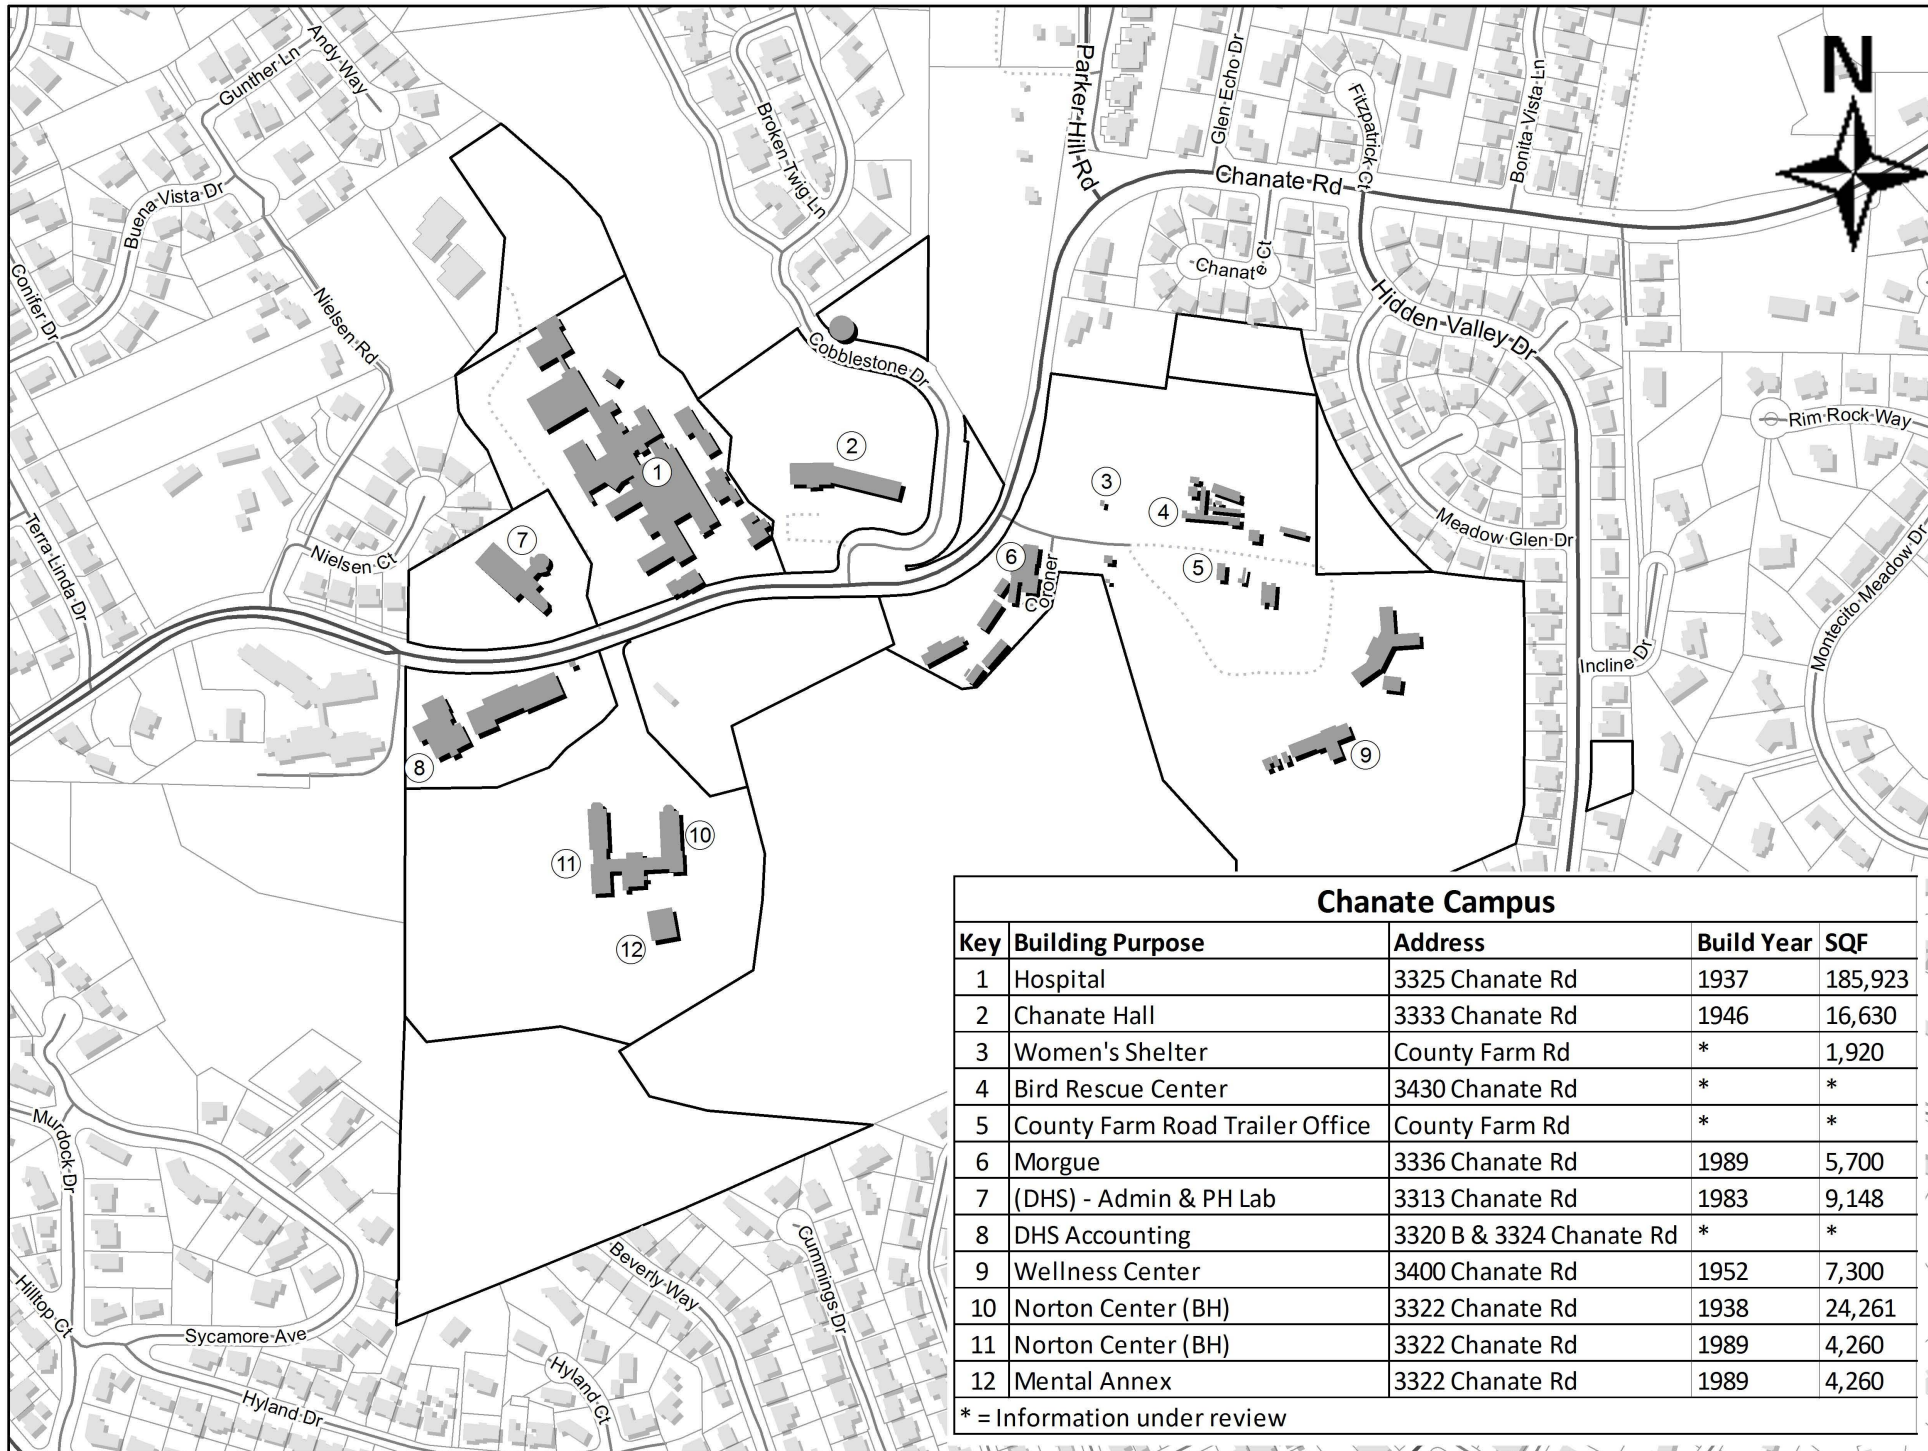 N
Andy Way
Gunther Ln
Buena Vista Dr
Conifer Dr
Nielsen Rd
Terra Linda Dr
Nielsen Ct
Broken Twig Ln
Cobblestone Dr
Parker Hill Rd
Glen Echo Dr
Fitzpatrick Ct
Bonita Vista Ln
Chanate Rd
Chanate Ct
Hidden Valley Dr
Rim Rock Way
Meadow Glen Dr
Montecito Meadow Dr
Incline Dr
Coroner
1
2
3
4
5
6
7
8
9
10
11
12
Murdock Dr
Hilltop Ct
Sycamore Ave
Hyland Dr
Hyland Ct
Beverly Way
Cummings Dr
Chanate Campus
Key Building Purpose Address Build Year SQF
1 Hospital 3325 Chanate Rd 1937 185,923
2 Chanate Hall 3333 Chanate Rd 1946 16,630
3 Women's Shelter County Farm Rd * 1,920
4 Bird Rescue Center 3430 Chanate Rd * *
5 County Farm Road Trailer Office County Farm Rd * *
6 Morgue 3336 Chanate Rd 1989 5,700
7 (DHS) - Admin & PH Lab 3313 Chanate Rd 1983 9,148
8 DHS Accounting 3320 B & 3324 Chanate Rd * *
9 Wellness Center 3400 Chanate Rd 1952 7,300
10 Norton Center (BH) 3322 Chanate Rd 1938 24,261
11 Norton Center (BH) 3322 Chanate Rd 1989 4,260
12 Mental Annex 3322 Chanate Rd 1989 4,260
* = Information under review